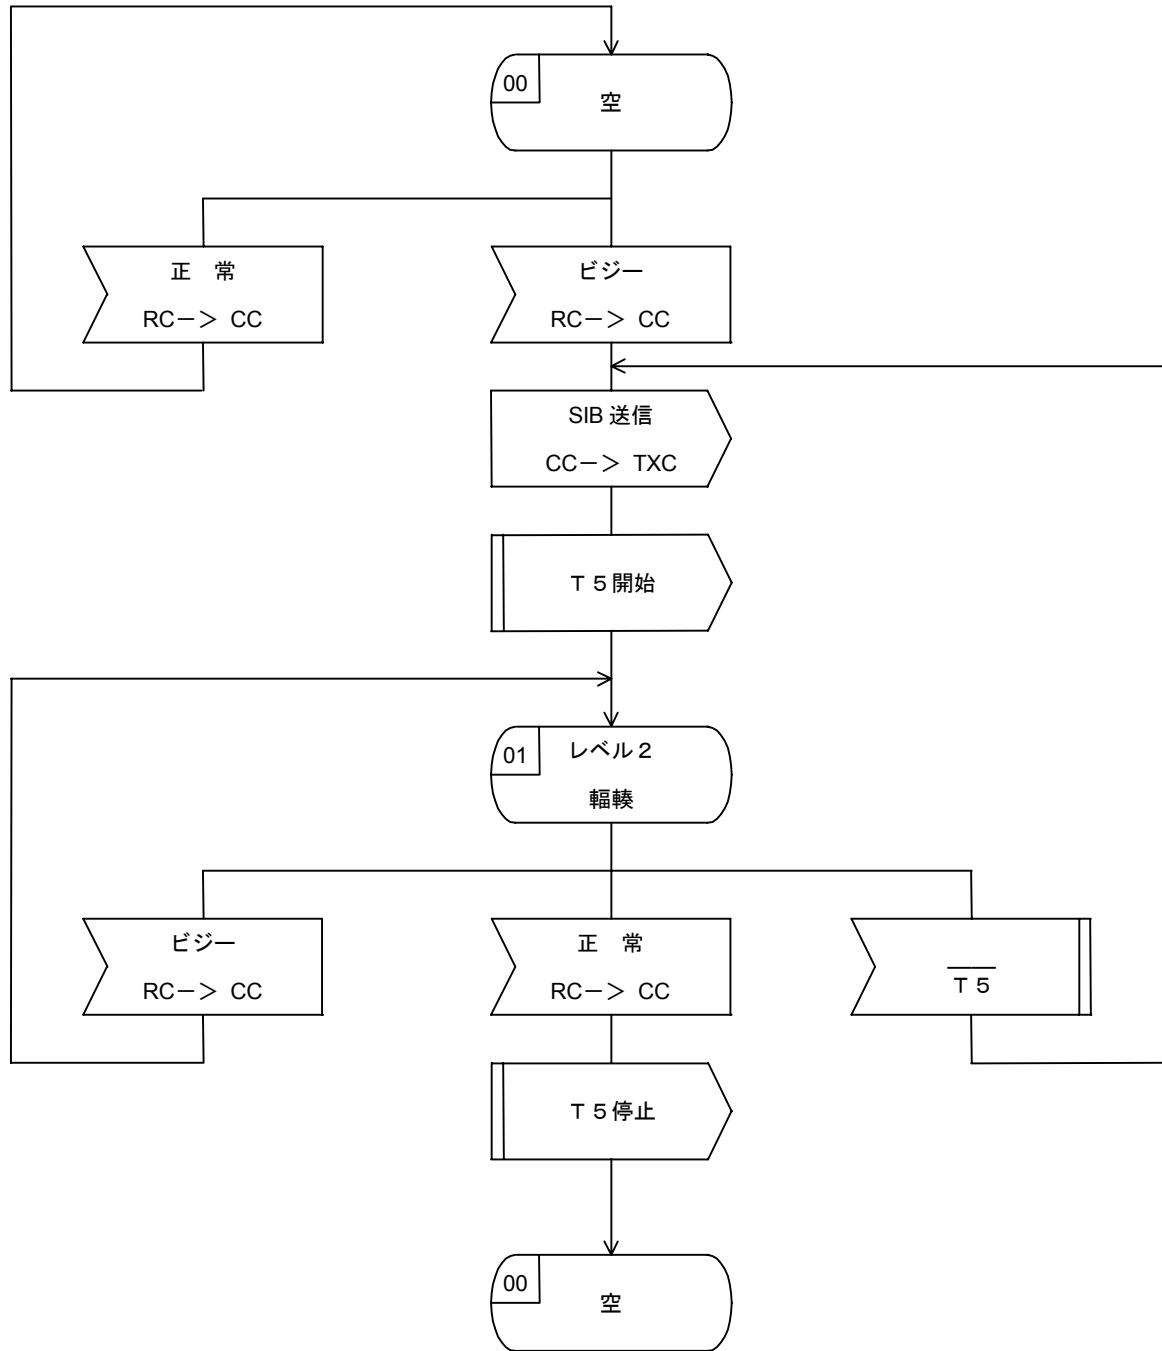 00
空
正　常
RC－＞ CC
ビジー
RC－＞ CC
SIB 送信
CC－＞ TXC
Ｔ５開始
01
レベル２
輻輳
ビジー
RC－＞ CC
正　常
RC－＞ CC
Ｔ５
Ｔ５停止
00
空